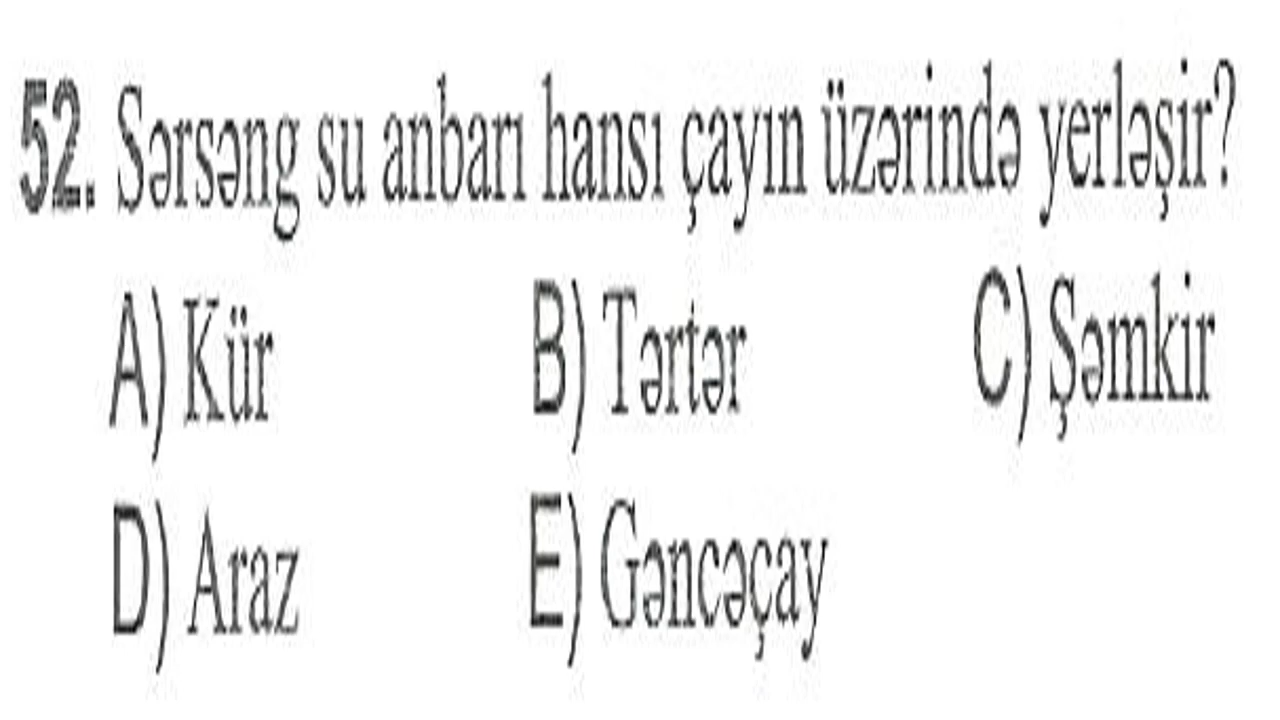 52. Sərsəng su anbarı hansı çayın üzərində yerləşir?
A) Kür B) Tərtər C) Şəmkir
D) Araz E) Gəncəçay